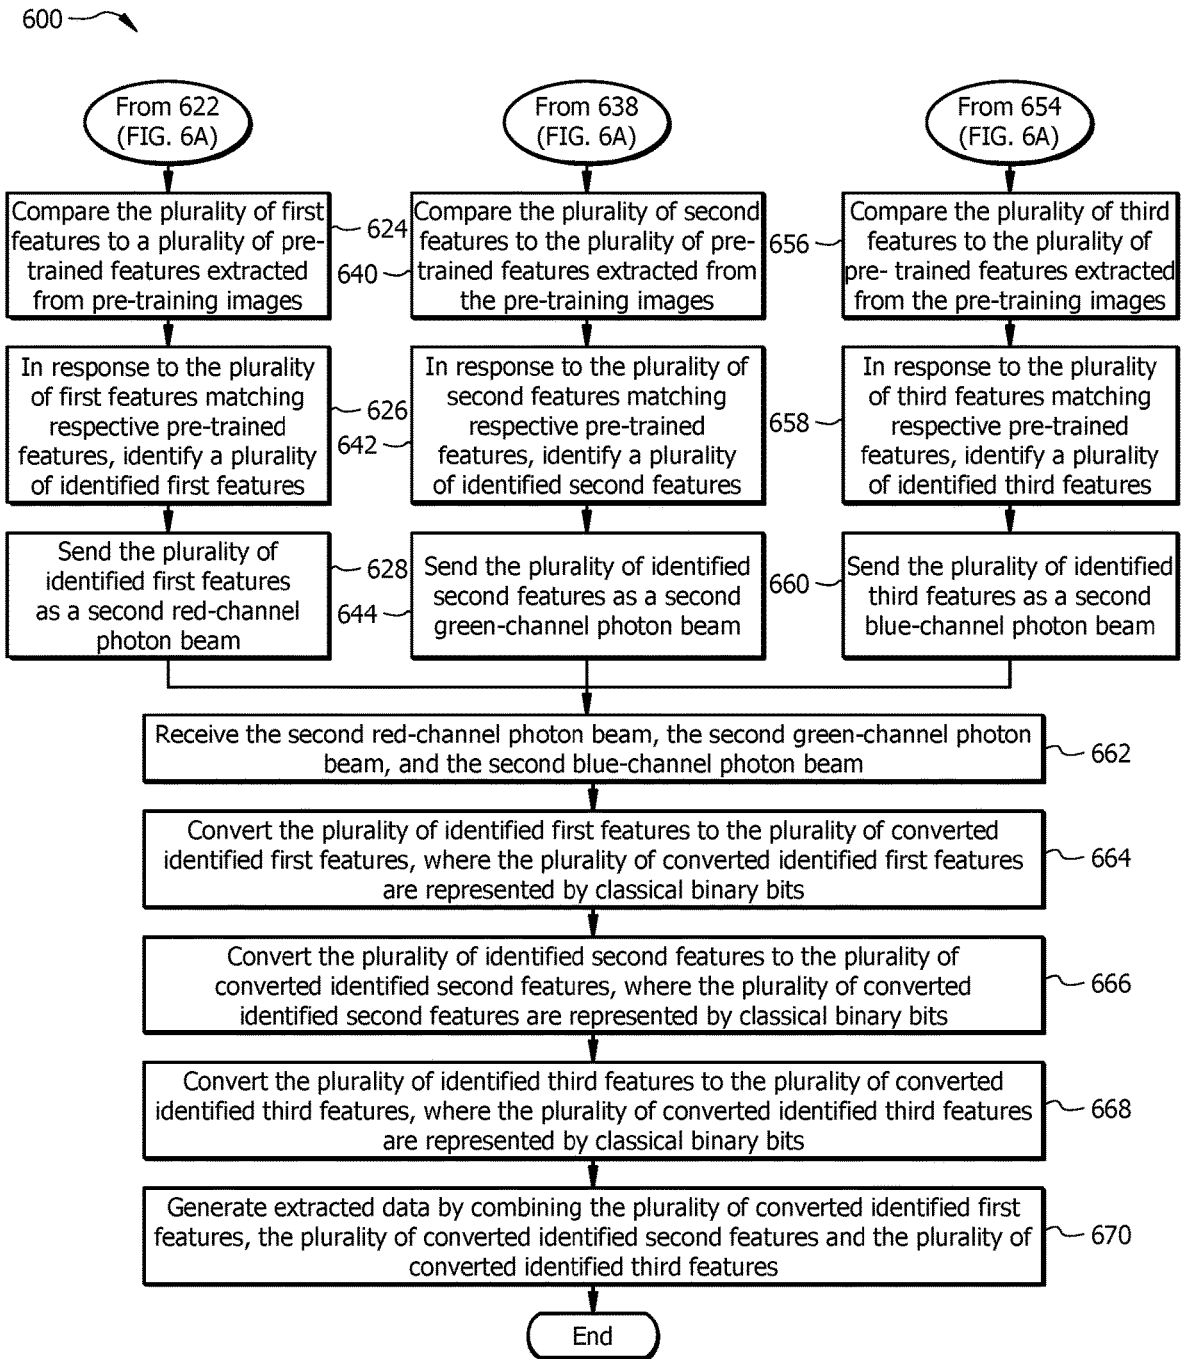 600
From 622
(FIG. 6A)
From 638
(FIG. 6A)
From 654
(FIG. 6A)
Compare the plurality of first
features to a plurality of pre-
trained features extracted
from pre-training images
624
640
Compare the plurality of second
features to the plurality of pre-
trained features extracted from
the pre-training images
656
Compare the plurality of third
features to the plurality of
pre- trained features extracted
from the pre-training images
In response to the plurality
of first features matching
respective pre-trained
features, identify a plurality
of identified first features
626
642
In response to the plurality of
second features matching
respective pre-trained
features, identify a plurality
of identified second features
658
In response to the plurality
of third features matching
respective pre-trained
features, identify a plurality
of identified third features
Send the plurality of
identified first features
as a second red-channel
photon beam
628
644
Send the plurality of identified
second features as a second
green-channel photon beam
660
Send the plurality of identified
third features as a second
blue-channel photon beam
Receive the second red-channel photon beam, the second green-channel photon
beam, and the second blue-channel photon beam
662
Convert the plurality of identified first features to the plurality of converted
identified first features, where the plurality of converted identified first features
are represented by classical binary bits
664
Convert the plurality of identified second features to the plurality of
converted identified second features, where the plurality of converted
identified second features are represented by classical binary bits
666
Convert the plurality of identified third features to the plurality of converted
identified third features, where the plurality of converted identified third features
are represented by classical binary bits
668
Generate extracted data by combining the plurality of converted identified first
features, the plurality of converted identified second features and the plurality of
converted identified third features
670
End